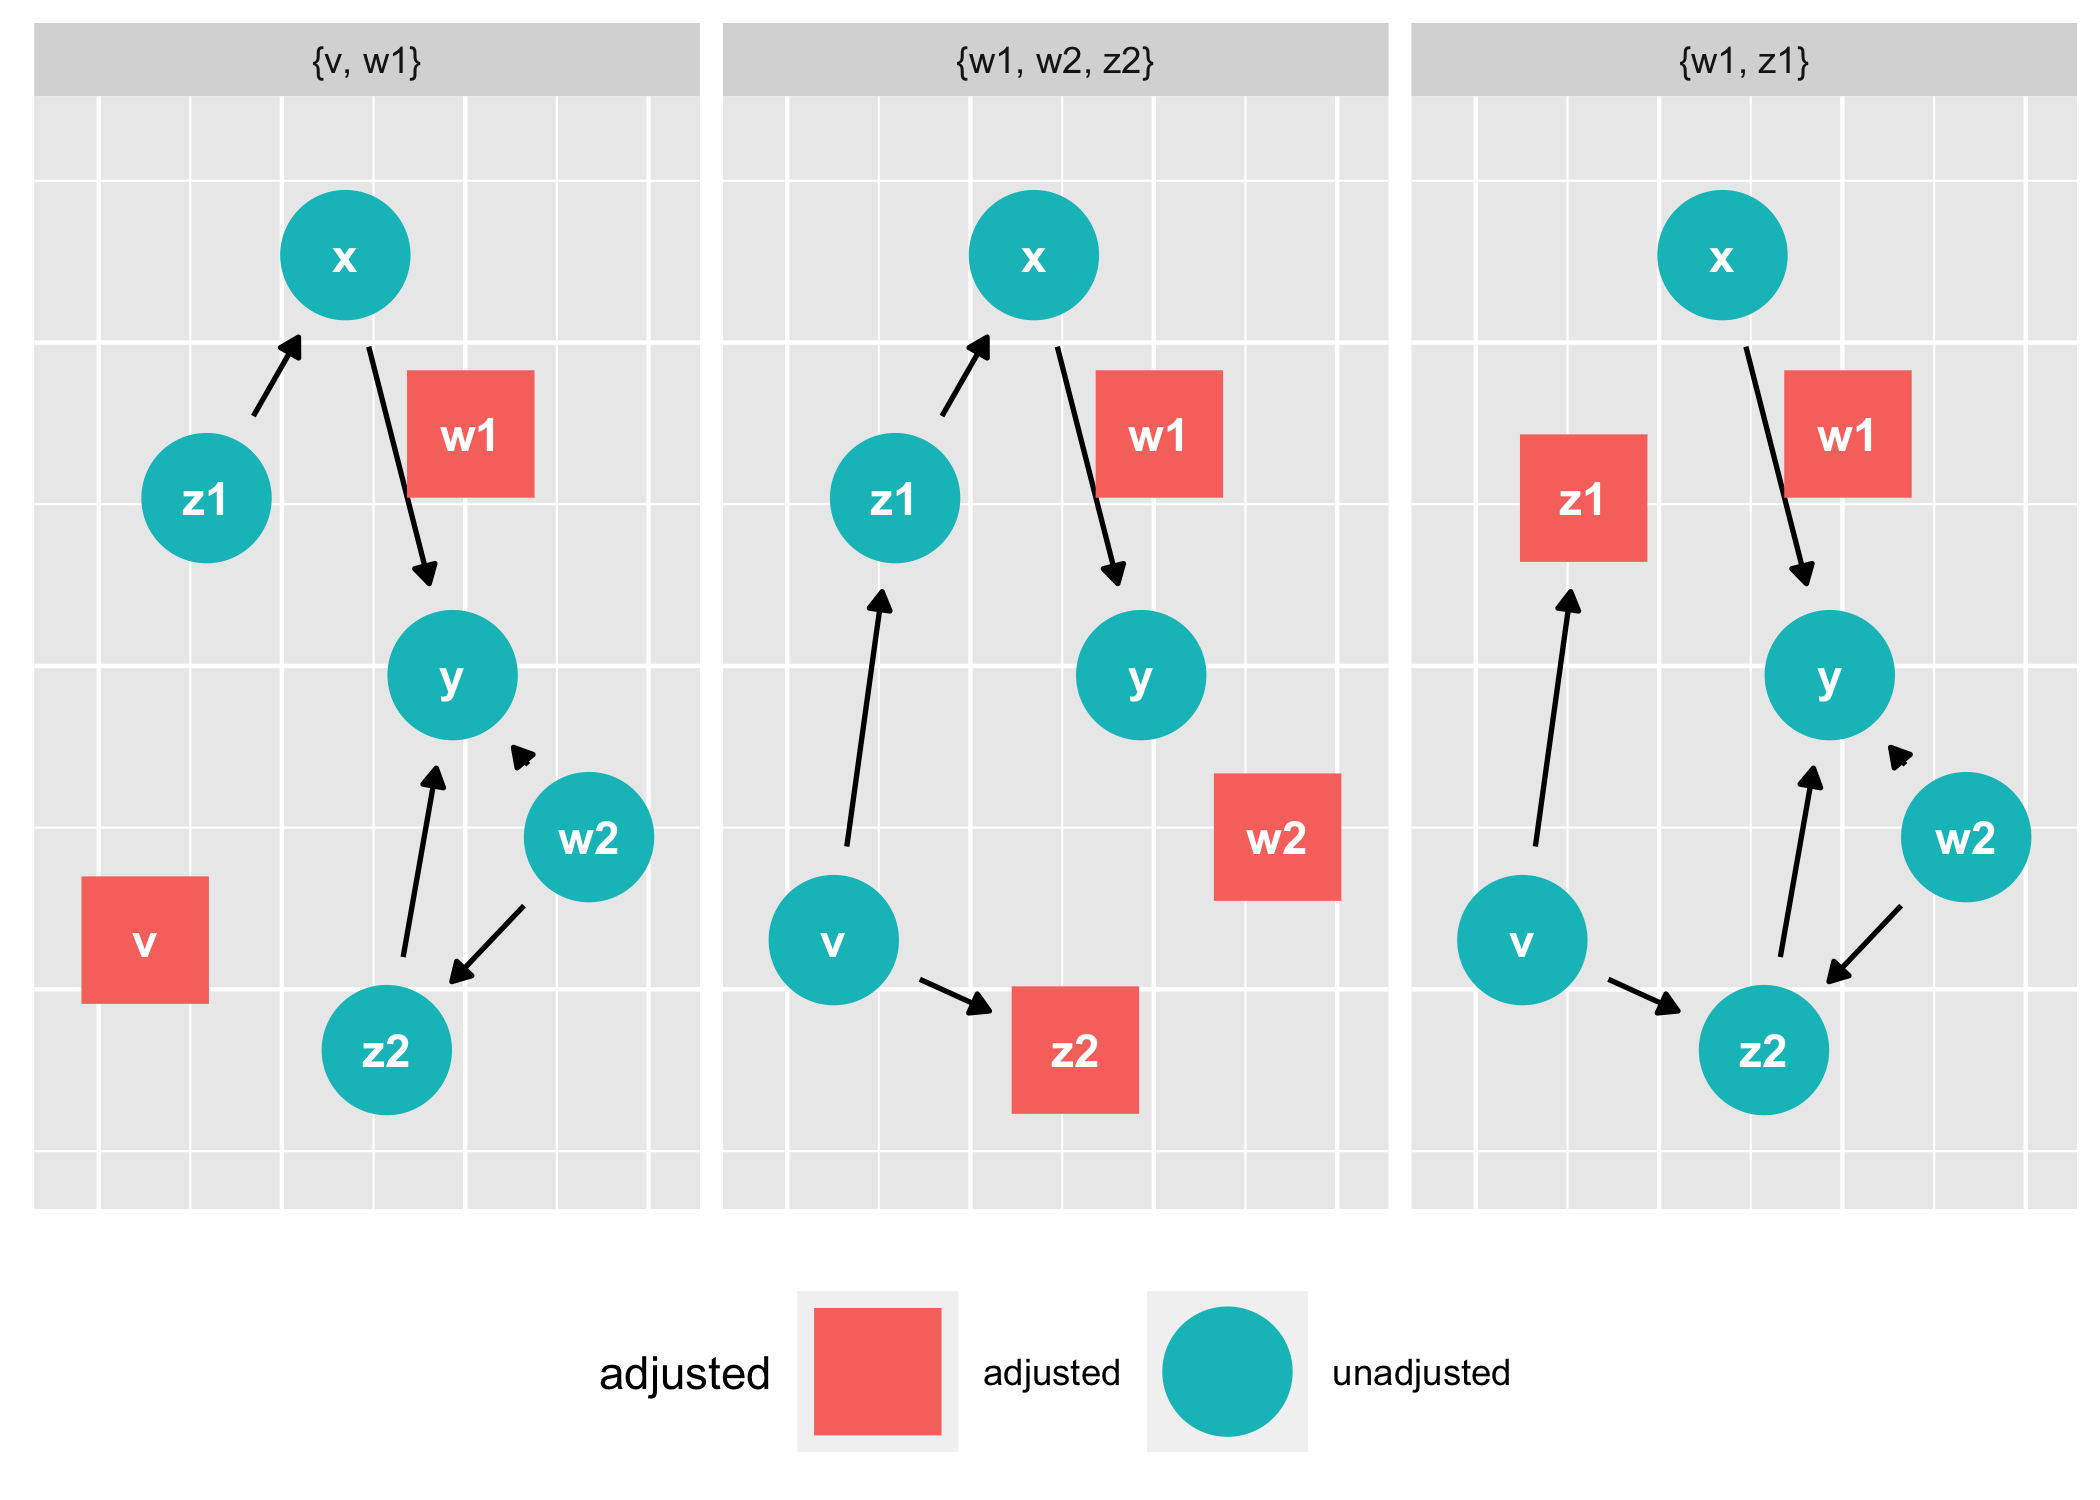 {v, w1}
x
w1
z1
y
w2
v
z2
{w1, w2, z2}
x
w1
z1
y
w2
v
z2
{w1, z1}
x
w1
z1
y
w2
v
z2
adjusted adjusted unadjusted